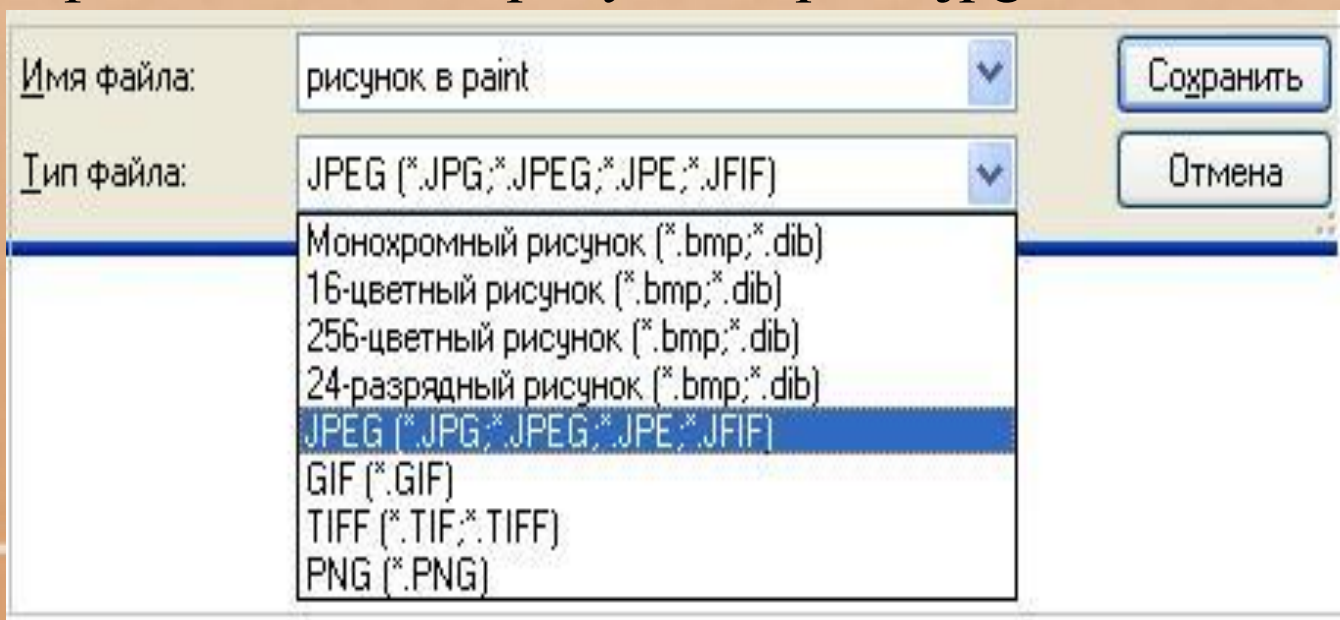 Имя файла: рисунок в paint Сохранить
Тип файла: JPEG (*.JPG;*.JPEG;*.JPE;*.JFIF) Отмена
Монохромный рисунок (*.bmp;*.dib)
16-цветный рисунок (*.bmp;*.dib)
256-цветный рисунок (*.bmp;*.dib)
24-разрядный рисунок (*.bmp;*.dib)
JPEG (*.JPG;*.JPEG;*.JPE;*.JFIF)
GIF (*.GIF)
TIFF (*.TIF;*.TIFF)
PNG (*.PNG)